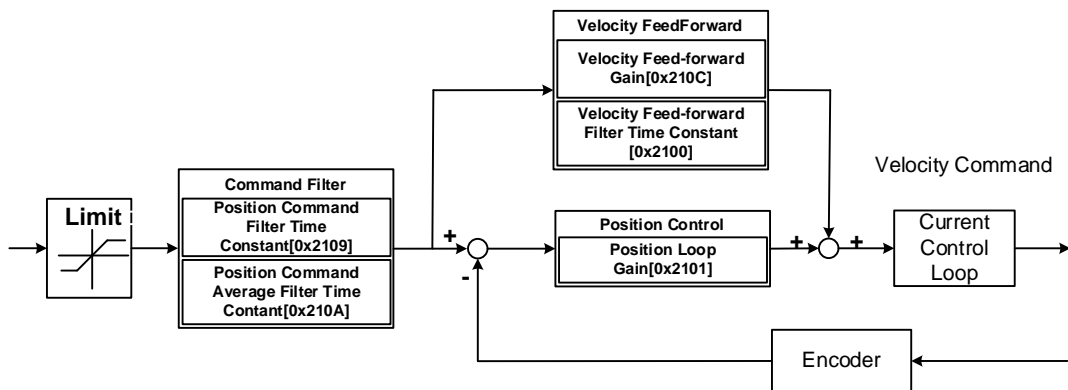 Velocity FeedForward
Velocity Feed-forward
Gain[0x210C]
Velocity Feed-forward
Filter Time Constant
[0x2100]
Velocity Command
Limit
Command Filter
Position Command
Filter Time
Constant[0x2109]
Position Command
Average Filter Time
Contant[0x210A]
+
-
Position Control
Position Loop
Gain[0x2101]
+
+
Current
Control
Loop
Encoder